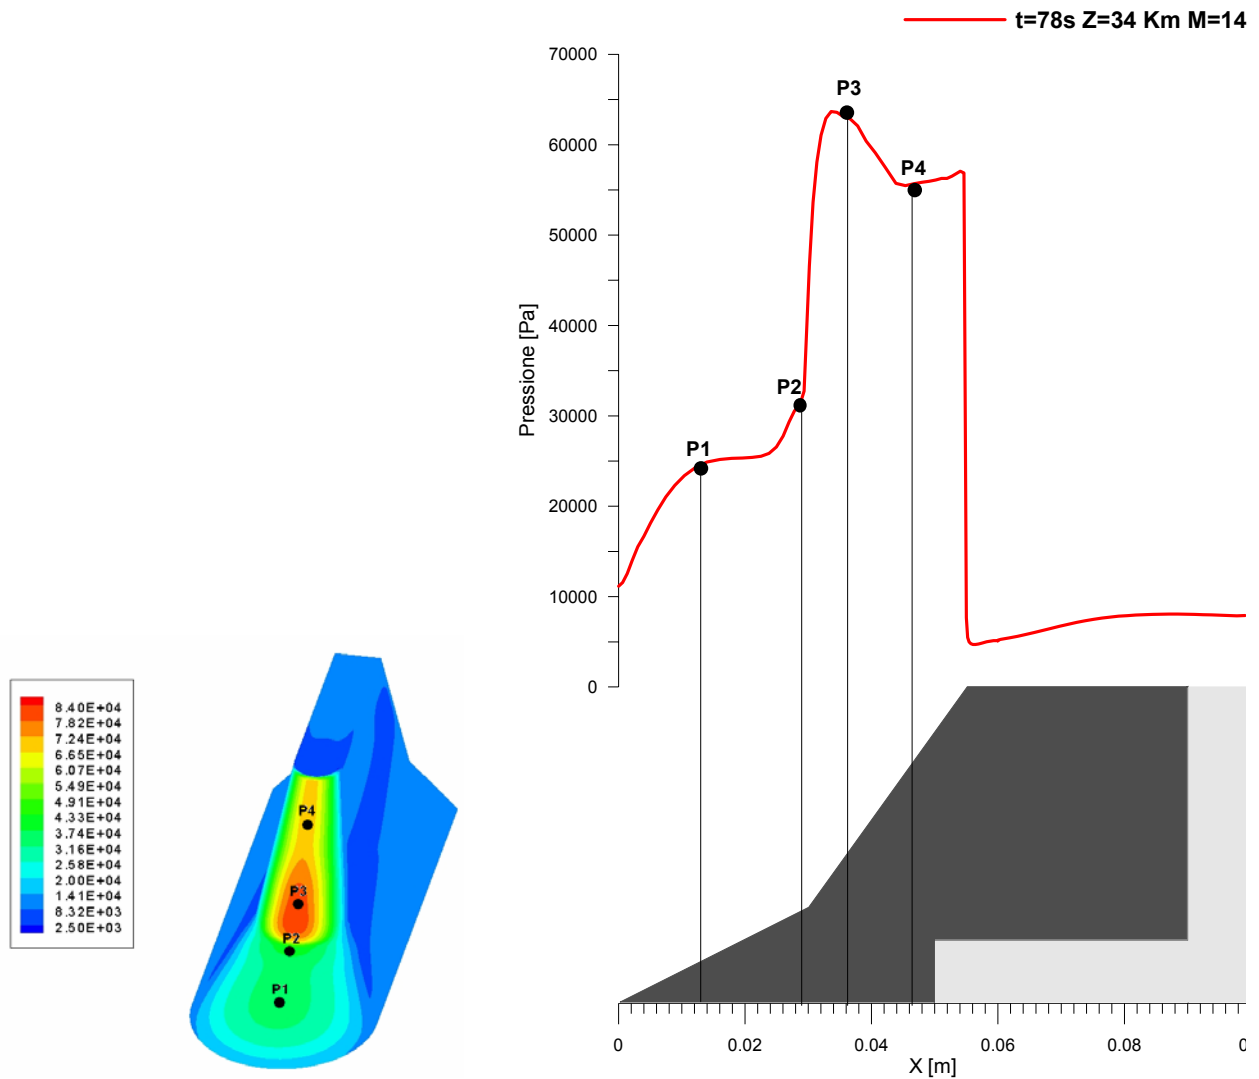 t=78s Z=34 Km M=14
70000
60000
50000
40000
30000
20000
10000
0
Pressione [Pa]
P3
P4
P2
P1
0
0.02
0.04
0.06
0.08
X [m]
8.40E+04
7.82E+04
7.24E+04
6.65E+04
6.07E+04
5.49E+04
4.91E+04
4.33E+04
3.74E+04
3.16E+04
2.58E+04
2.00E+04
1.41E+04
8.32E+03
2.50E+03
P4
P3
P2
P1